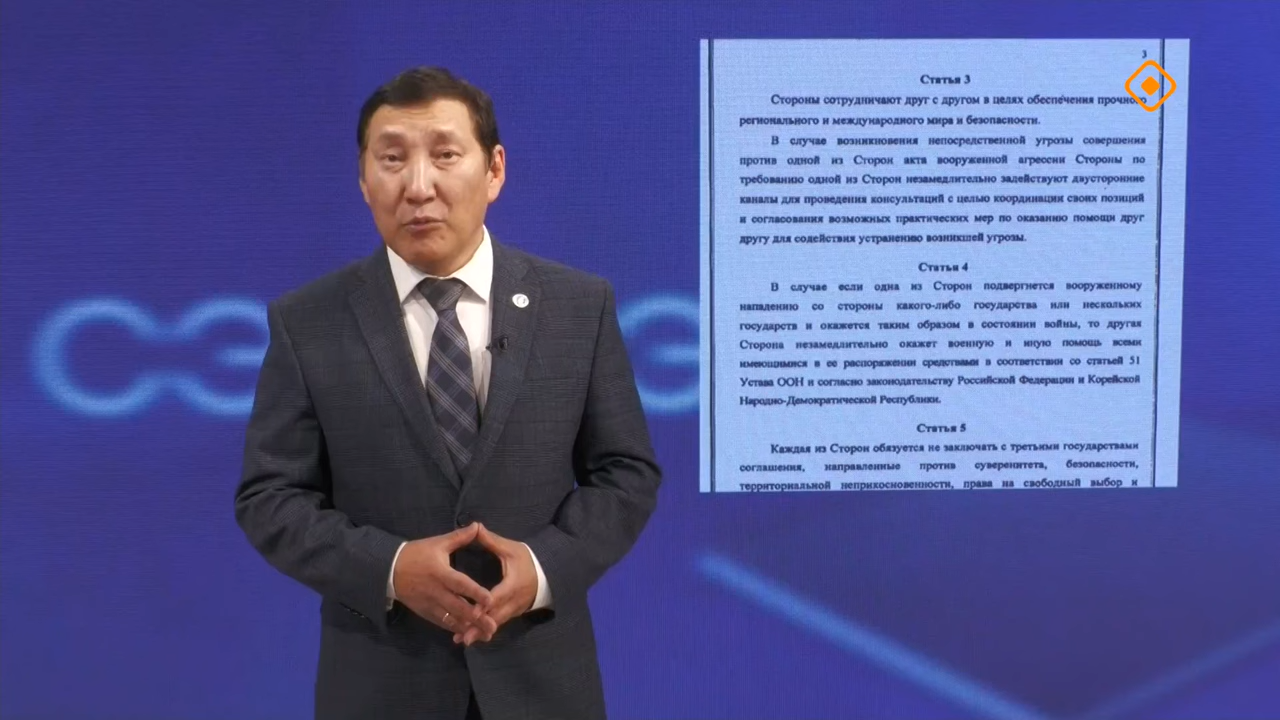 3
Статья 3
Стороны сотрудничают друг с другом в целях обеспечения прочного
регионального и международного мира и безопасности.
В случае возникновения непосредственной угрозы совершения
против одной из Сторон акта вооруженной агрессии Стороны по
требованию одной из Сторон незамедлительно задействуют двусторонние
каналы для проведения консультаций с целью координации своих позиций
и согласования возможных практических мер по оказанию помощи друг
другу для содействия устранению возникшей угрозы.
Статья 4
В случае если одна из Сторон подвергнется вооруженному
нападению со стороны какого-либо государства или нескольких
государств и окажется таким образом в состоянии войны, то другая
Сторона незамедлительно окажет военную и иную помощь всеми
имеющимися в ее распоряжении средствами в соответствии со статьей 51
Устава ООН и согласно законодательству Российской Федерации и Корейской
Народно-Демократической Республики.
Статья 5
Каждая из Сторон обязуется не заключать с третьими государствами
соглашения, направленные против суверенитета, безопасности,
территориальной неприкосновенности, права на свободный выбор и